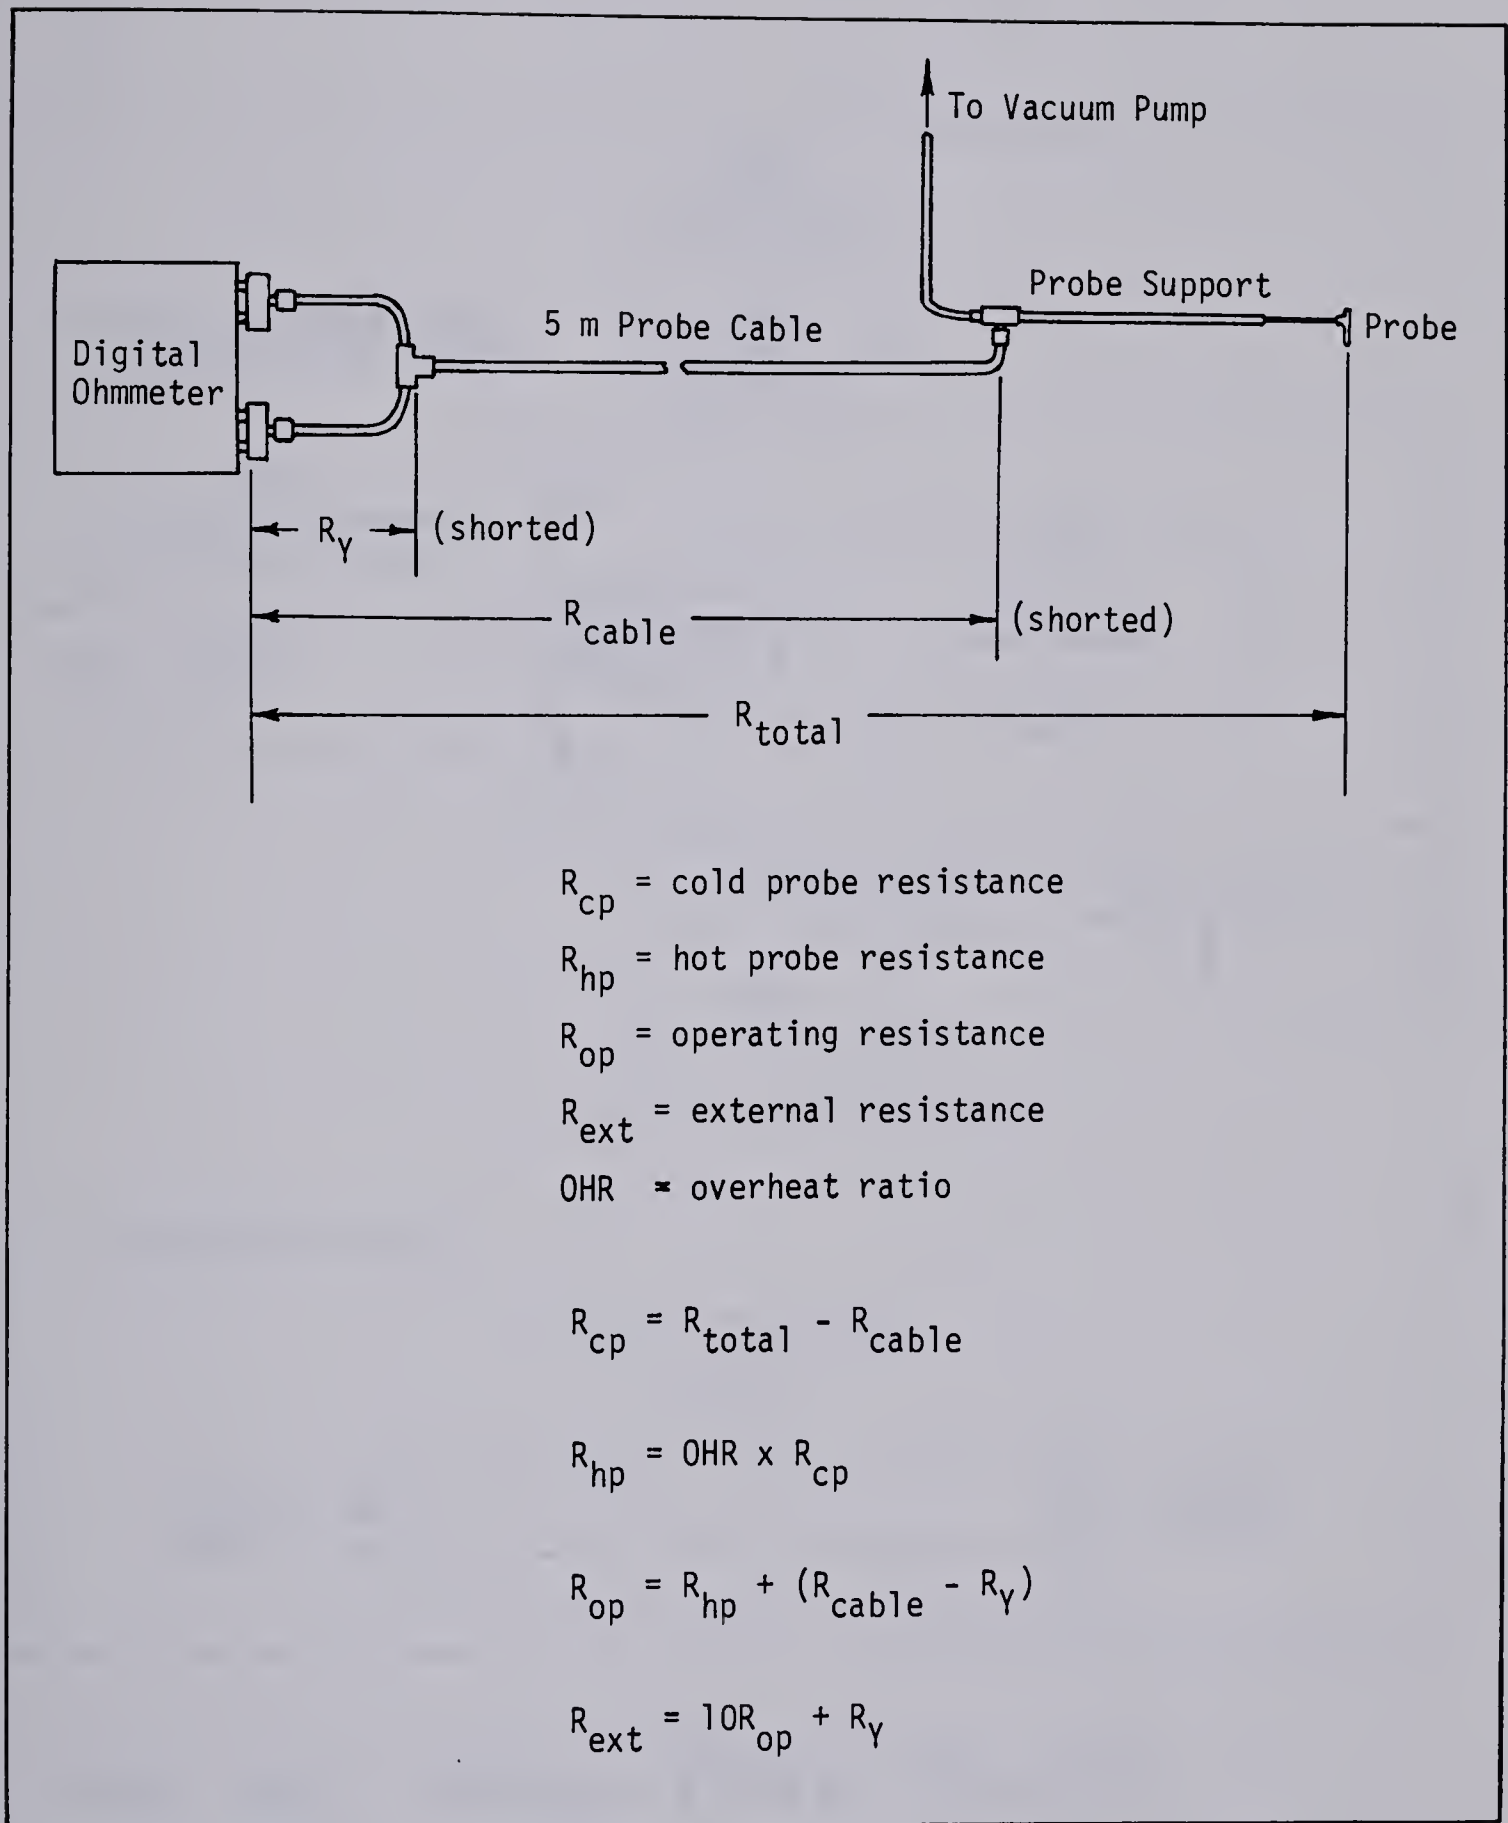 To Vacuum Pump
Probe Support
5 m Probe Cable
Probe
Digital
Ohmmeter
R_Y (shorted)
R_cable (shorted)
R_total
R_cp = cold probe resistance
R_hp = hot probe resistance
R_op = operating resistance
R_ext = external resistance
OHR = overheat ratio
R_cp = R_total - R_cable
R_hp = OHR x R_cp
R_op = R_hp + (R_cable - R_Y)
R_ext = 10R_op + R_Y